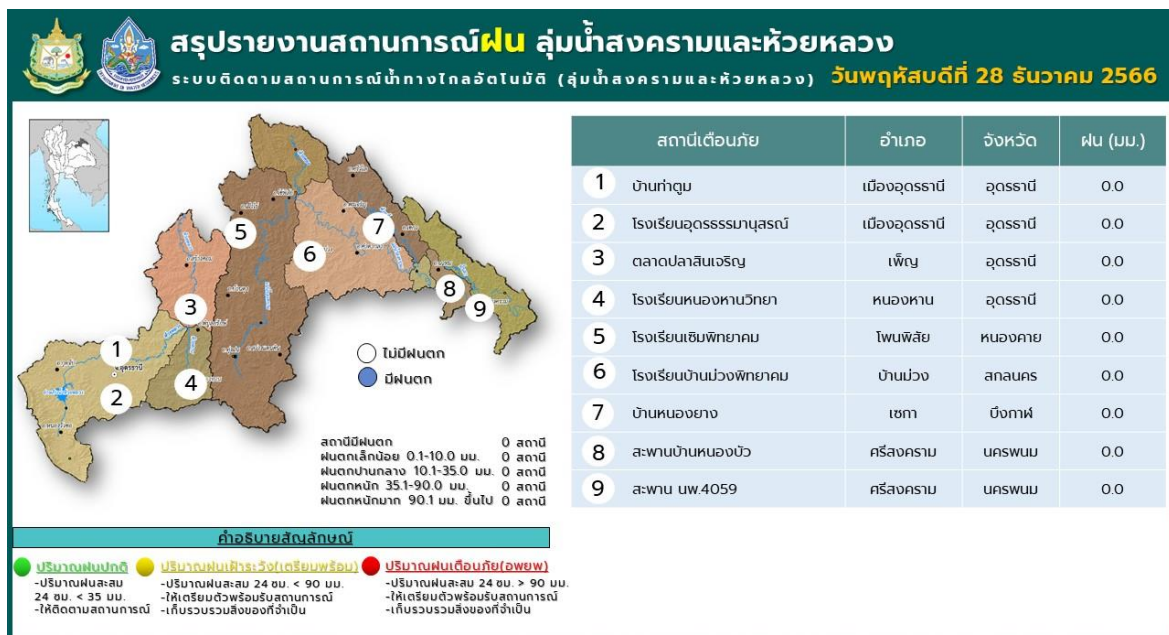 สรุปรายงานสถานการณ์ฝน ลุ่มน้ำสงครามและห้วยหลวง
ระบบติดตามสถานการณ์น้ำทางไกลอัตโนมัติ (ลุ่มน้ำสงครามและห้วยหลวง) วันพฤหัสบดีที่ 28 ธันวาคม 2566
สถานีเตือนภัย อำเภอ จังหวัด ฝน (มม.)
1 บ้านท่าตูม เมืองอุดรธานี อุดรธานี 0.0
2 โรงเรียนอุดรธรรมานุสรณ์ เมืองอุดรธานี อุดรธานี 0.0
3 ตลาดปลาสินเจริญ เพ็ญ อุดรธานี 0.0
4 โรงเรียนหนองหานวิทยา หนองหาน อุดรธานี 0.0
5 โรงเรียนเซิมพิทยาคม โพนพิสัย หนองคาย 0.0
6 โรงเรียนบ้านม่วงพิทยาคม บ้านม่วง สกลนคร 0.0
7 บ้านหนองยาง เซกา บึงกาฬ 0.0
8 สะพานบ้านหนองบัว ศรีสงคราม นครพนม 0.0
9 สะพาน นพ.4059 ศรีสงคราม นครพนม 0.0
5
7
6
8
9
3
1
4
2
อ.อุดรธานี
ไม่มีฝนตก
มีฝนตก
สถานีมีฝนตก 0 สถานี
ฝนตกเล็กน้อย 0.1-10.0 มม. 0 สถานี
ฝนตกปานกลาง 10.1-35.0 มม. 0 สถานี
ฝนตกหนัก 35.1-90.0 มม. 0 สถานี
ฝนตกหนักมาก 90.1 มม. ขึ้นไป 0 สถานี
คำอธิบายสัญลักษณ์
ปริมาณฝนปกติ
-ปริมาณฝนสะสม
24 ชม. < 35 มม.
-ให้ติดตามสถานการณ์
ปริมาณฝนเฝ้าระวัง(เตรียมพร้อม)
-ปริมาณฝนสะสม 24 ชม. < 90 มม.
-ให้เตรียมตัวพร้อมรับสถานการณ์
-เก็บรวบรวมสิ่งของที่จำเป็น
ปริมาณฝนเตือนภัย(อพยพ)
-ปริมาณฝนสะสม 24 ชม. > 90 มม.
-ให้เตรียมตัวพร้อมรับสถานการณ์
-เก็บรวบรวมสิ่งของที่จำเป็น